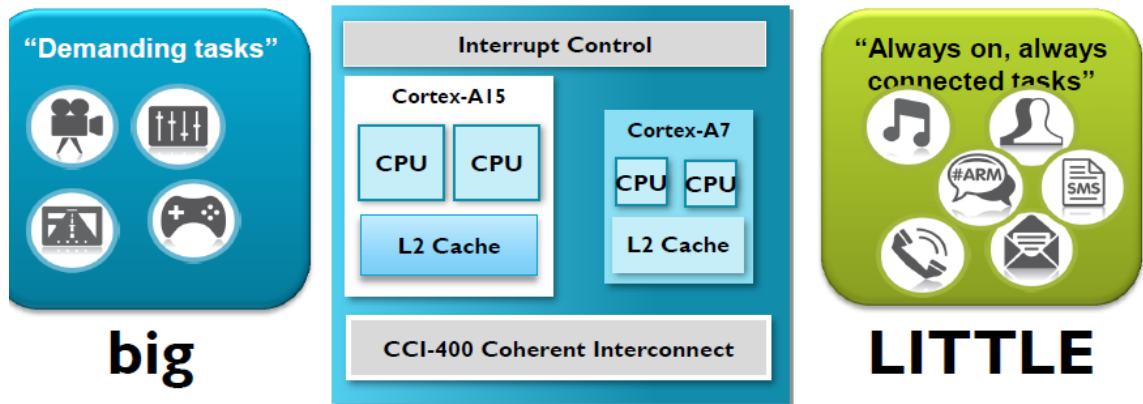 “Demanding tasks”
big
Interrupt Control
Cortex-A15
CPU CPU
L2 Cache
Cortex-A7
CPU CPU
L2 Cache
CCI-400 Coherent Interconnect
“Always on, always
connected tasks”
#ARM
SMS
LITTLE